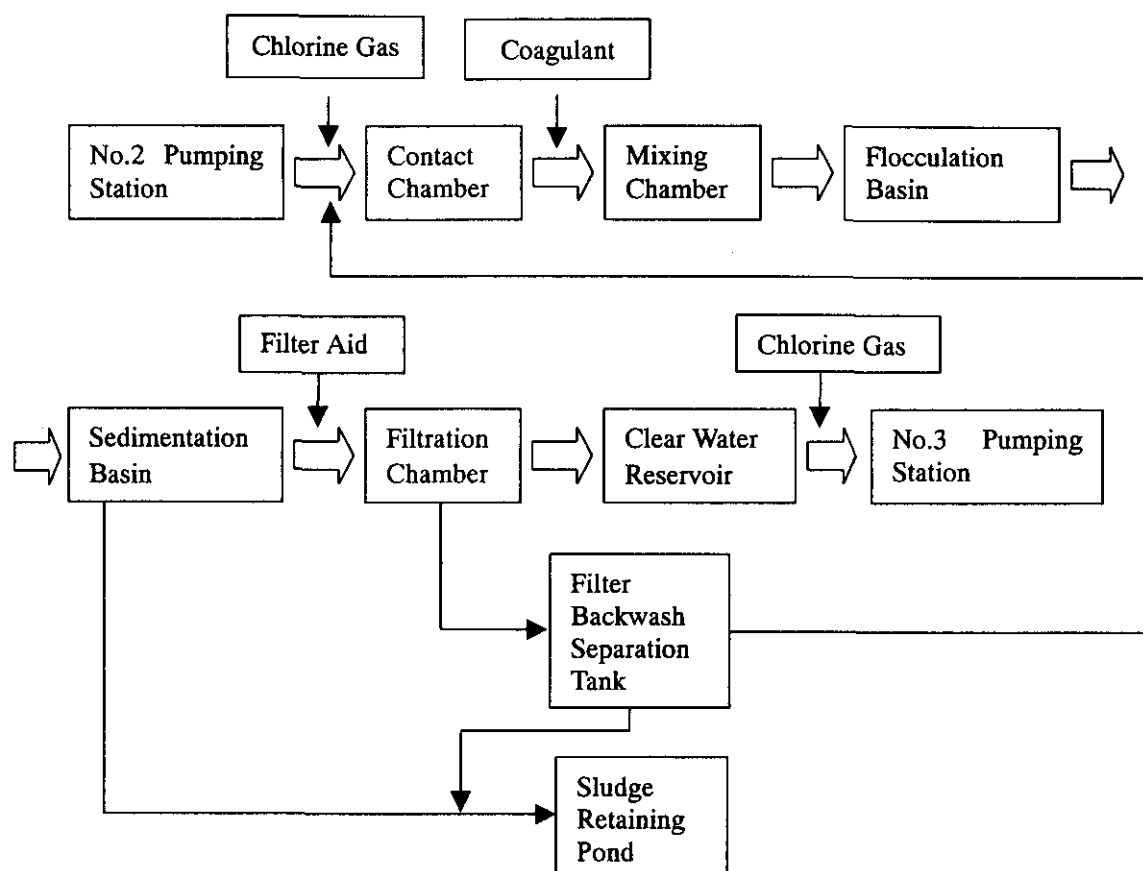 Chlorine Gas
Coagulant
No.2 Pumping
Station
Contact
Chamber
Mixing
Chamber
Flocculation
Basin
Filter Aid
Chlorine Gas
Sedimentation
Basin
Filtration
Chamber
Clear Water
Reservoir
No.3 Pumping
Station
Filter
Backwash
Separation
Tank
Sludge
Retaining
Pond